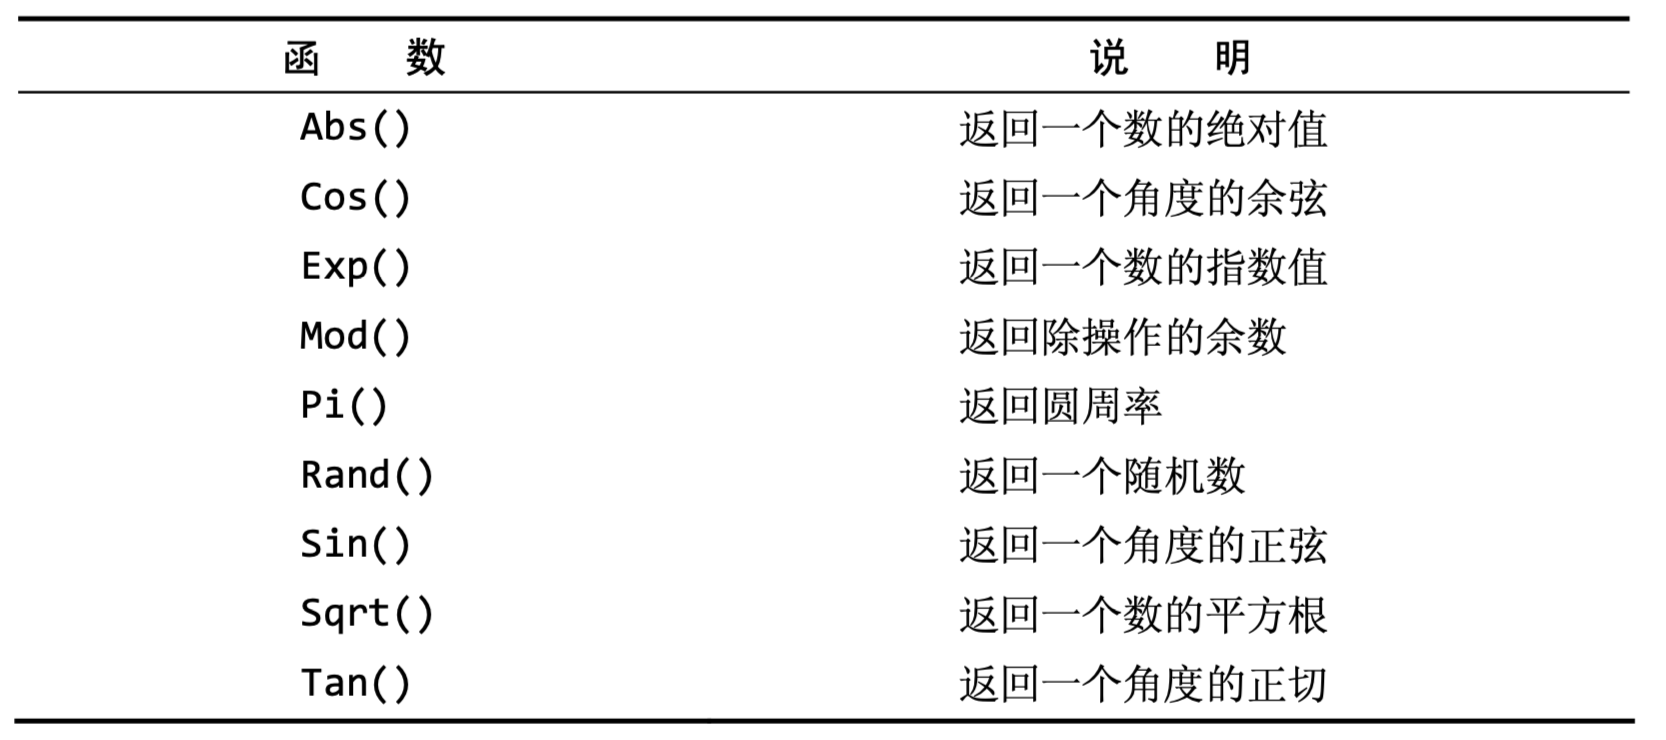 函 数 说 明
Abs() 返回一个数的绝对值
Cos() 返回一个角度的余弦
Exp() 返回一个数的指数值
Mod() 返回除操作的余数
Pi() 返回圆周率
Rand() 返回一个随机数
Sin() 返回一个角度的正弦
Sqrt() 返回一个数的平方根
Tan() 返回一个角度的正切